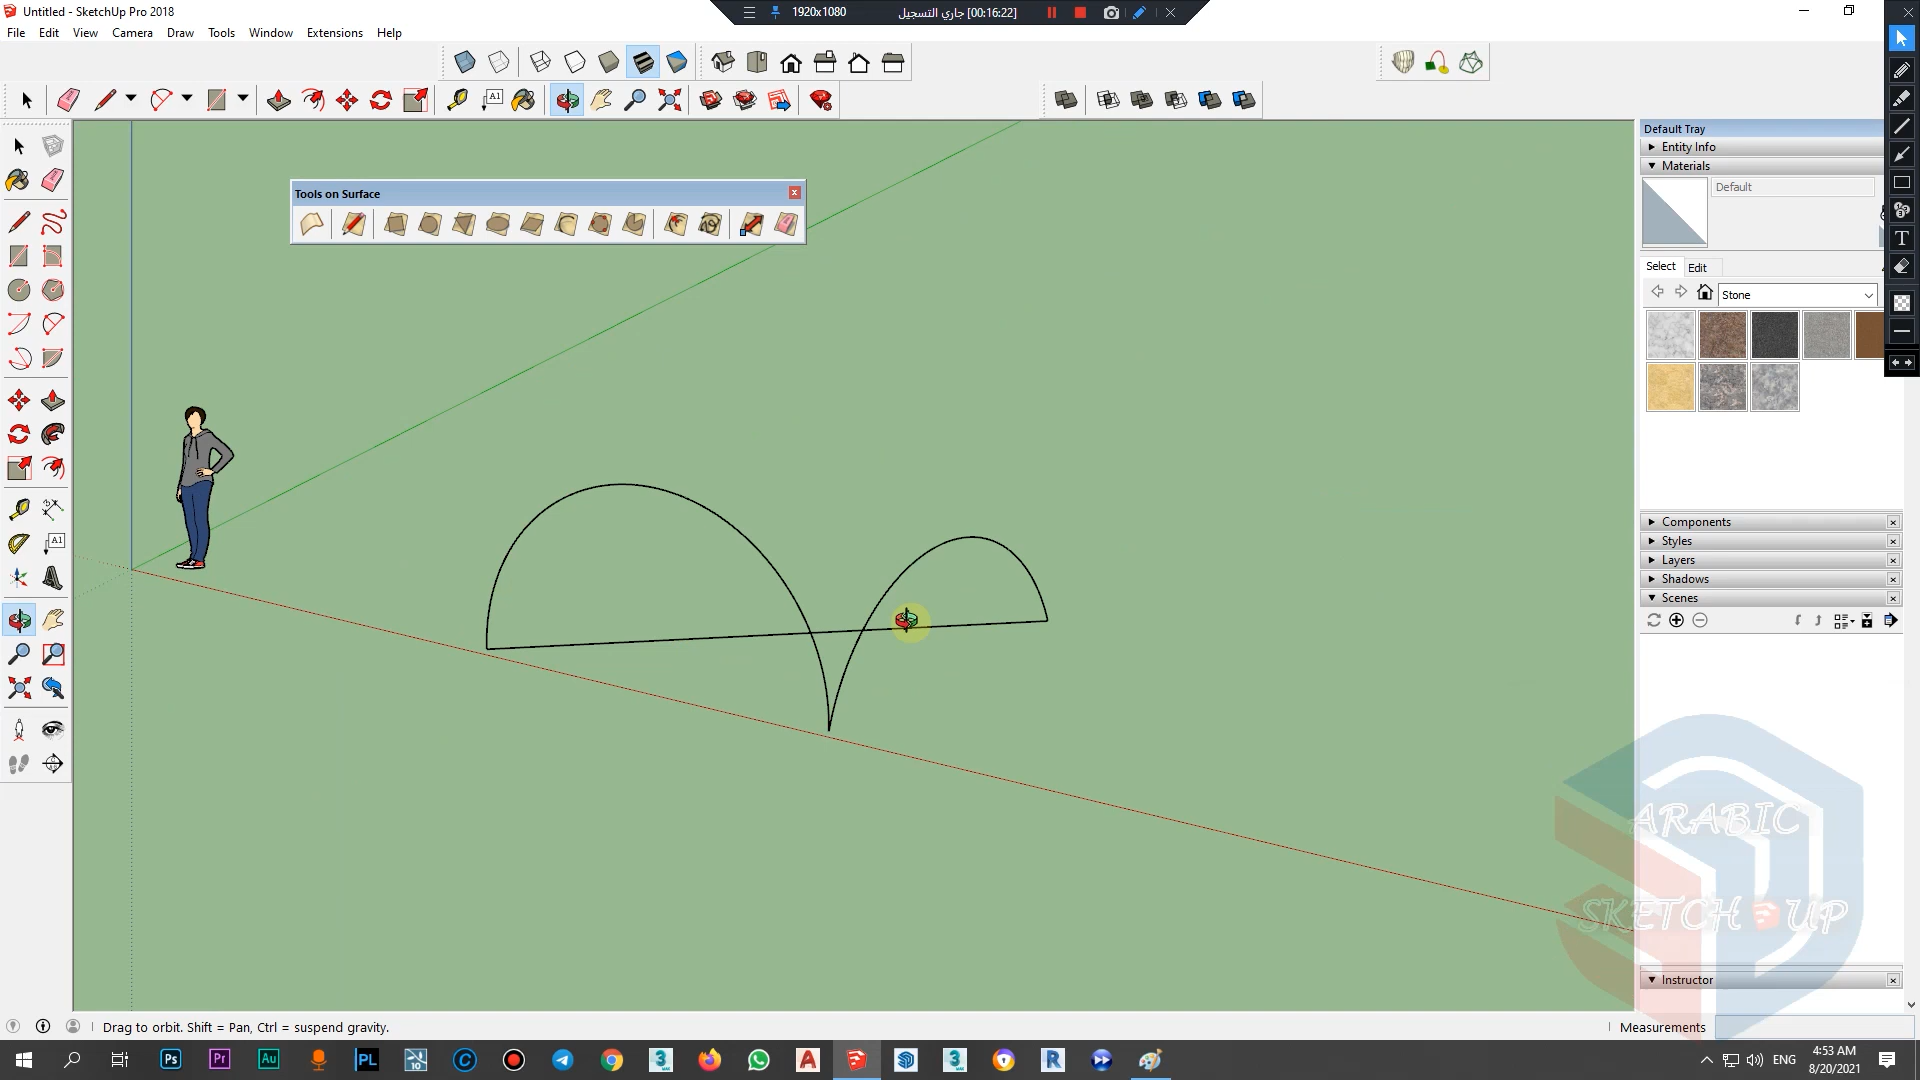 Untitled - SketchUp Pro 2018
1920x1080
جاري التسجيل [00:16:22]
File Edit View Camera Draw Tools Window Extensions Help
Default Tray
Entity Info
Materials
Default
Tools on Surface
Select Edit
Stone
Components
Styles
Layers
Shadows
Scenes
ARABIC
SKETCH UP
Instructor
Drag to orbit. Shift = Pan, Ctrl = suspend gravity.
Measurements
ENG
4:53 AM
8/20/2021